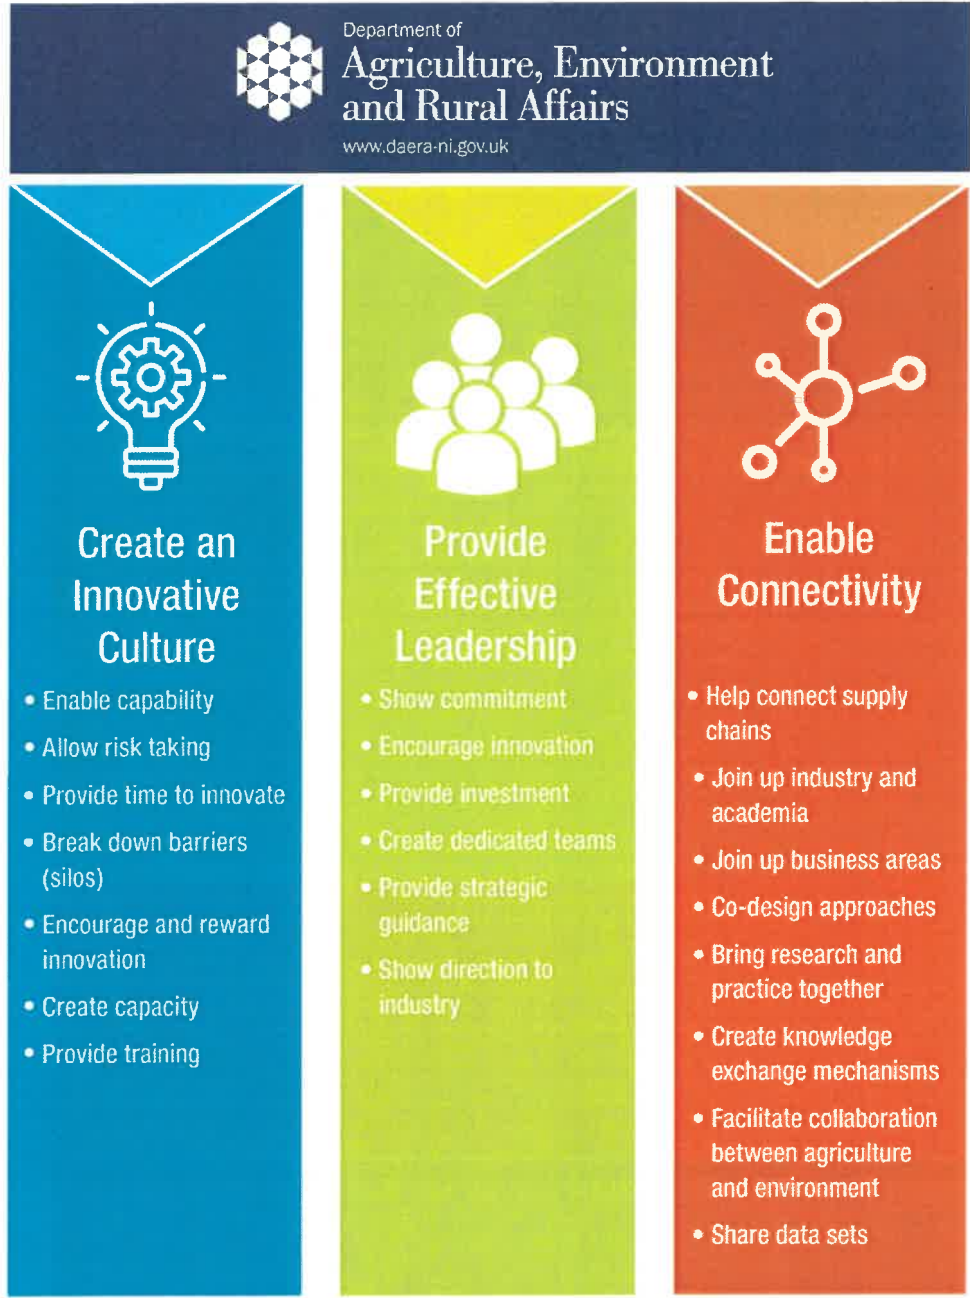 Department of
Agriculture, Environment
and Rural Affairs
www.daera-ni.gov.uk
Create an
Innovative
Culture
• Enable capability
• Allow risk taking
• Provide time to innovate
• Break down barriers
(silos)
• Encourage and reward
innovation
• Create capacity
• Provide training
Provide
Effective
Leadership
• Show commitment
• Encourage innovation
• Provide investment
• Create dedicated teams
• Provide strategic
guidance
• Show direction to
industry
Enable
Connectivity
• Help connect supply
chains
• Join up industry and
academia
• Join up business areas
• Co-design approaches
• Bring research and
practice together
• Create knowledge
exchange mechanisms
• Facilitate collaboration
between agriculture
and environment
• Share data sets